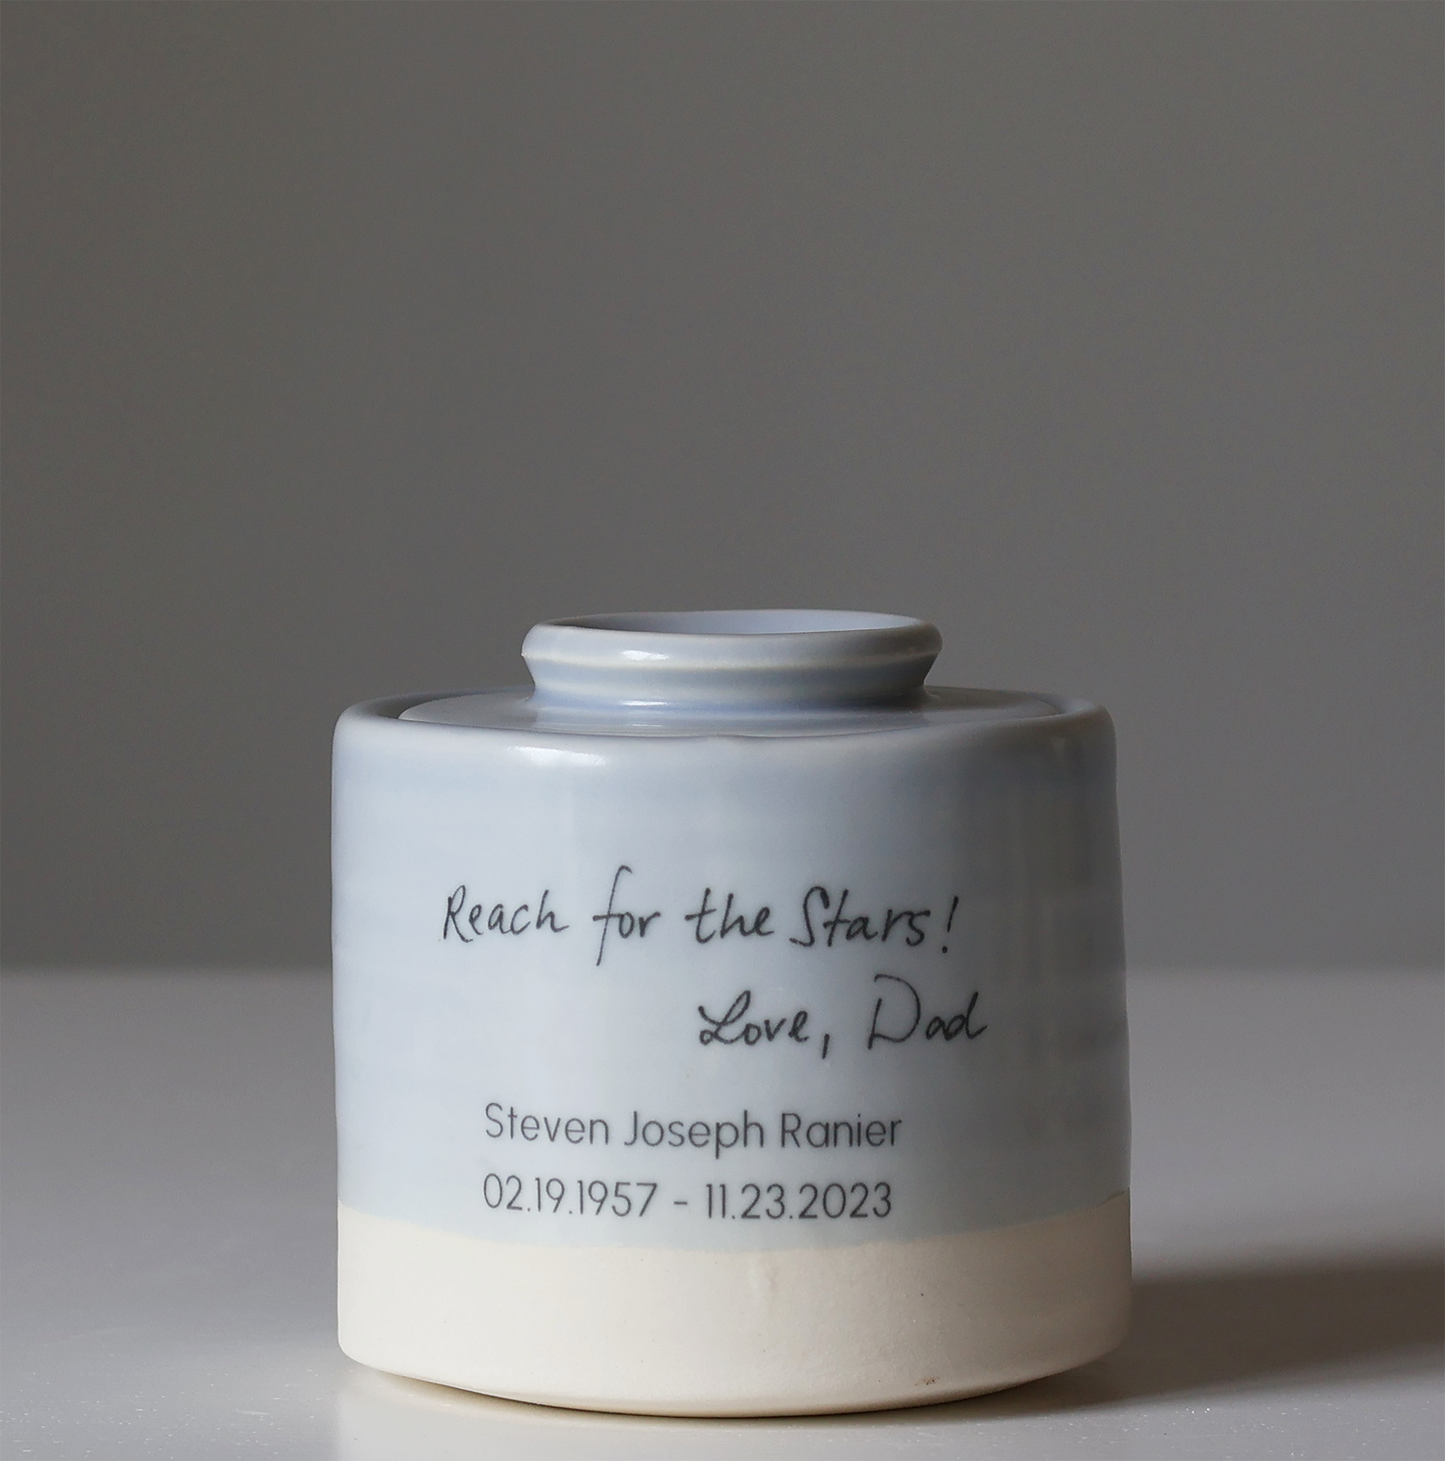 Reach for the Stars!
Love, Dad
Steven Joseph Ranier
02.19.1957 - 11.23.2023